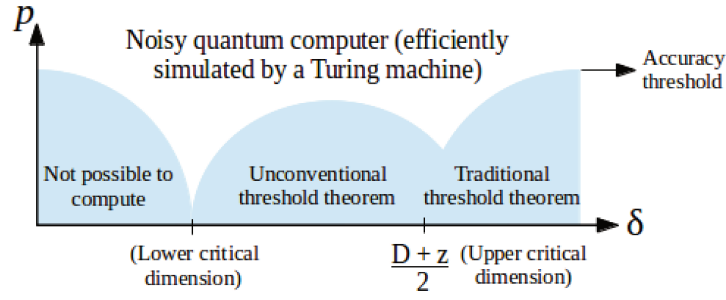 p
Noisy quantum computer (efficiently
simulated by a Turing machine)
Accuracy
threshold
Not possible to
compute
Unconventional
threshold theorem
Traditional
threshold theorem
δ
(Lower critical
dimension)
D + z
2
(Upper critical
dimension)